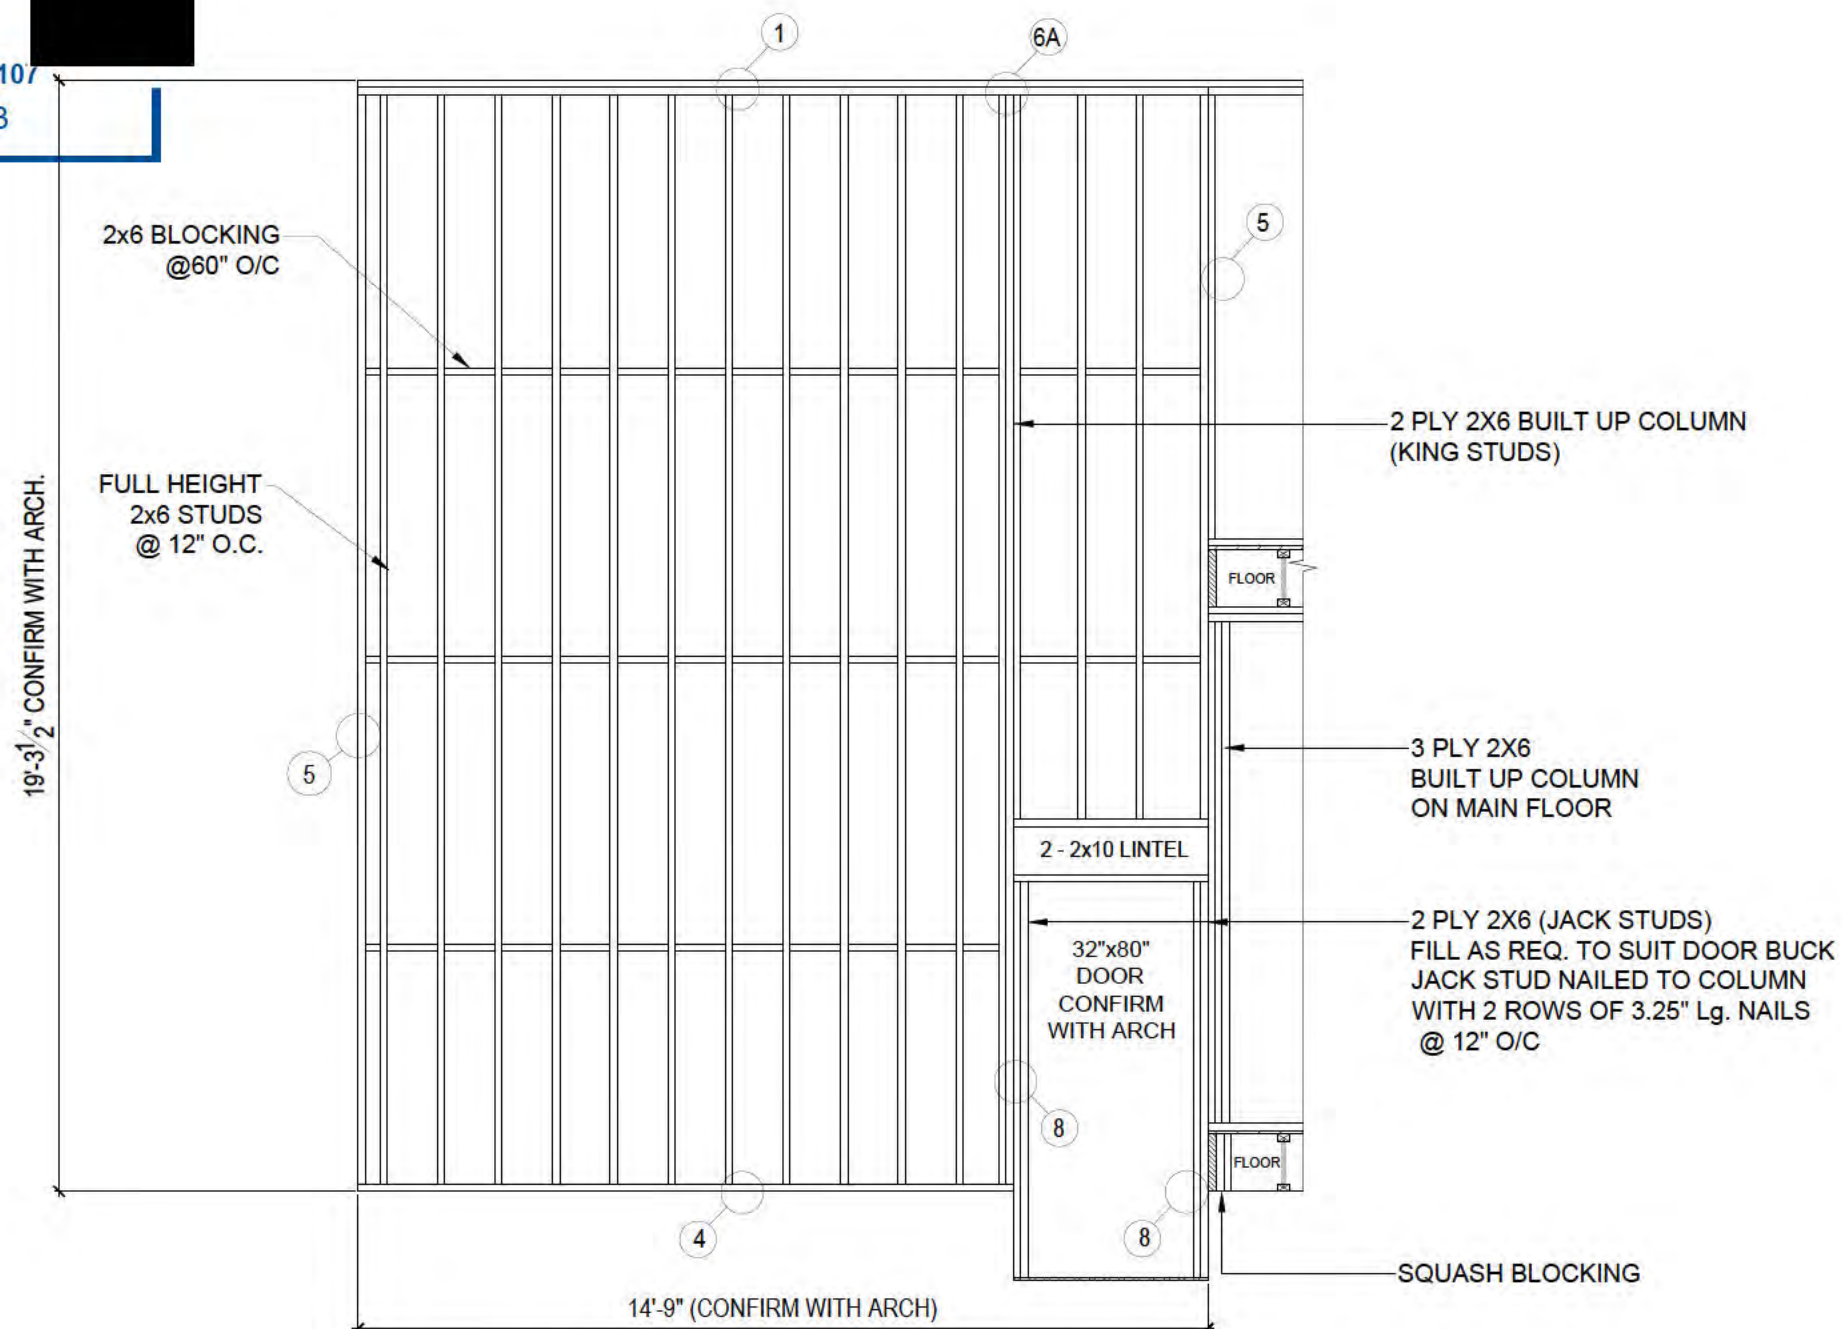 107
1
6A
3
2x6 BLOCKING
@60" O/C
5
2 PLY 2X6 BUILT UP COLUMN
(KING STUDS)
FULL HEIGHT
2x6 STUDS
@ 12" O.C.
19'-3 1/2" CONFIRM WITH ARCH.
FLOOR
5
3 PLY 2X6
BUILT UP COLUMN
ON MAIN FLOOR
2 - 2x10 LINTEL
2 PLY 2X6 (JACK STUDS)
FILL AS REQ. TO SUIT DOOR BUCK
JACK STUD NAILED TO COLUMN
WITH 2 ROWS OF 3.25" Lg. NAILS
@ 12" O/C
32"x80"
DOOR
CONFIRM
WITH ARCH
8
FLOOR
4
8
SQUASH BLOCKING
14'-9" (CONFIRM WITH ARCH)